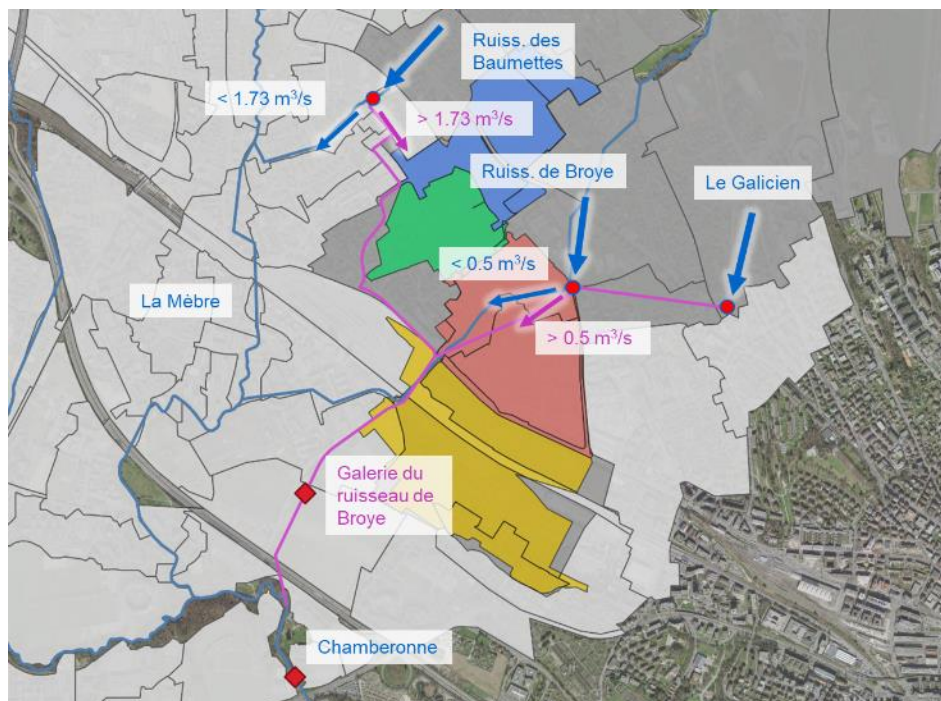 Ruiss. des
Baumettes
< 1.73 m³/s
> 1.73 m³/s
Ruiss. de Broye
Le Galicien
< 0.5 m³/s
La Mèbre
> 0.5 m³/s
Galerie du
ruisseau de
Broye
Chamberonne